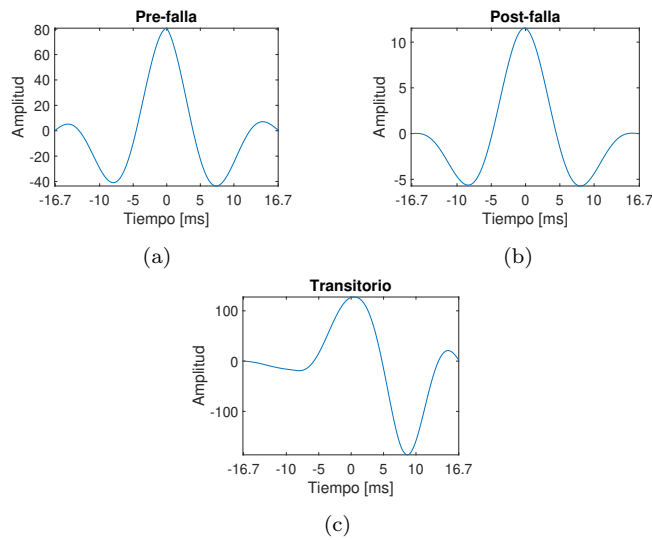 Pre-falla
80
60
40
20
0
-20
-40
Amplitud
-16.7 -10 -5 0 5 10 16.7
Tiempo [ms]
(a)
Post-falla
10
5
0
-5
Amplitud
-16.7 -10 -5 0 5 10 16.7
Tiempo [ms]
(b)
Transitorio
100
0
-100
Amplitud
-16.7 -10 -5 0 5 10 16.7
Tiempo [ms]
(c)